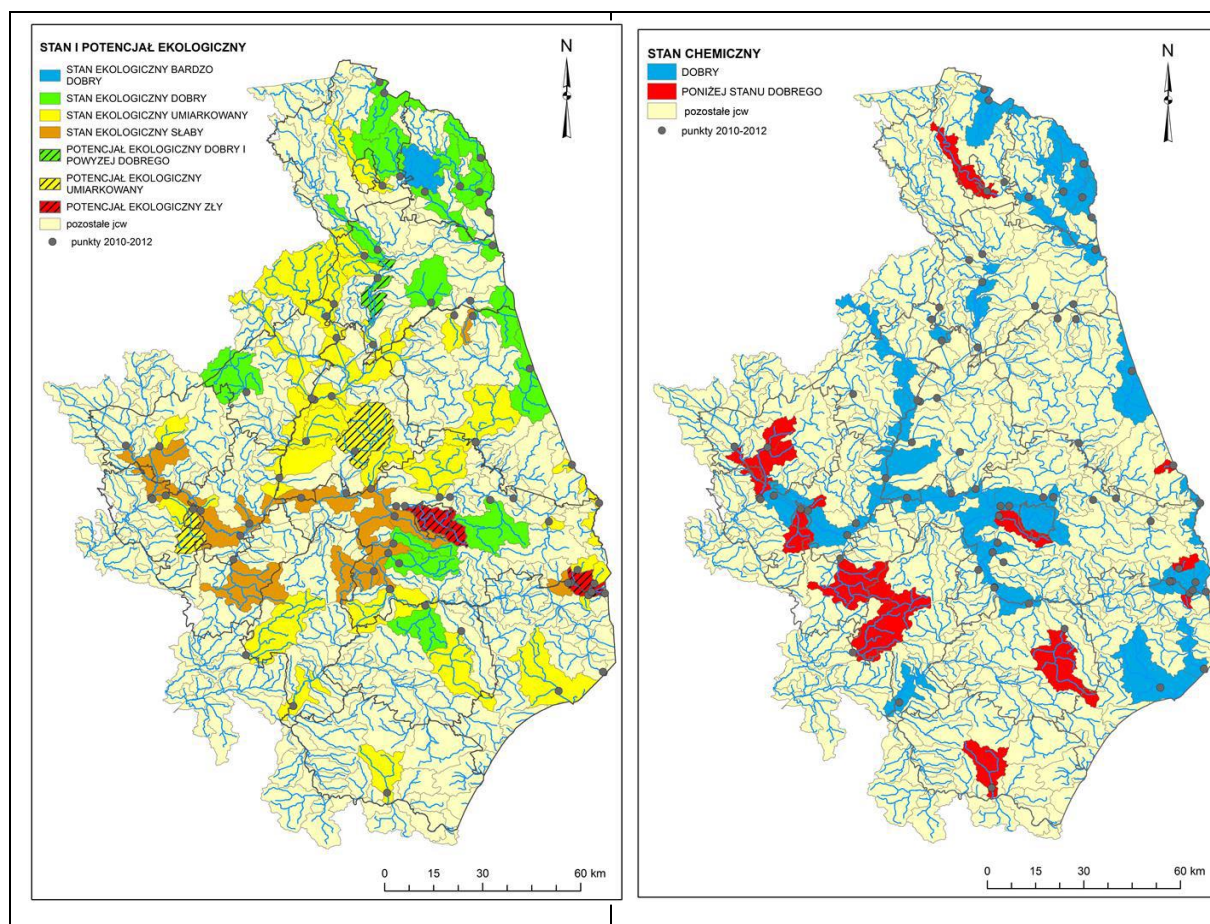 STAN I POTENCJAŁ EKOLOGICZNY
N
STAN EKOLOGICZNY BARDZO
DOBRY
STAN EKOLOGICZNY DOBRY
STAN EKOLOGICZNY UMIARKOWANY
STAN EKOLOGICZNY SŁABY
POTENCJAŁ EKOLOGICZNY DOBRY I
POWYZEJ DOBREGO
POTENCJAŁ EKOLOGICZNY
UMIARKOWANY
POTENCJAŁ EKOLOGICZNY ZŁY
pozostałe jcw
punkty 2010-2012
0 15 30 60 km
STAN CHEMICZNY
N
DOBRY
PONIŻEJ STANU DOBREGO
pozostałe jcw
punkty 2010-2012
0 15 30 60 km